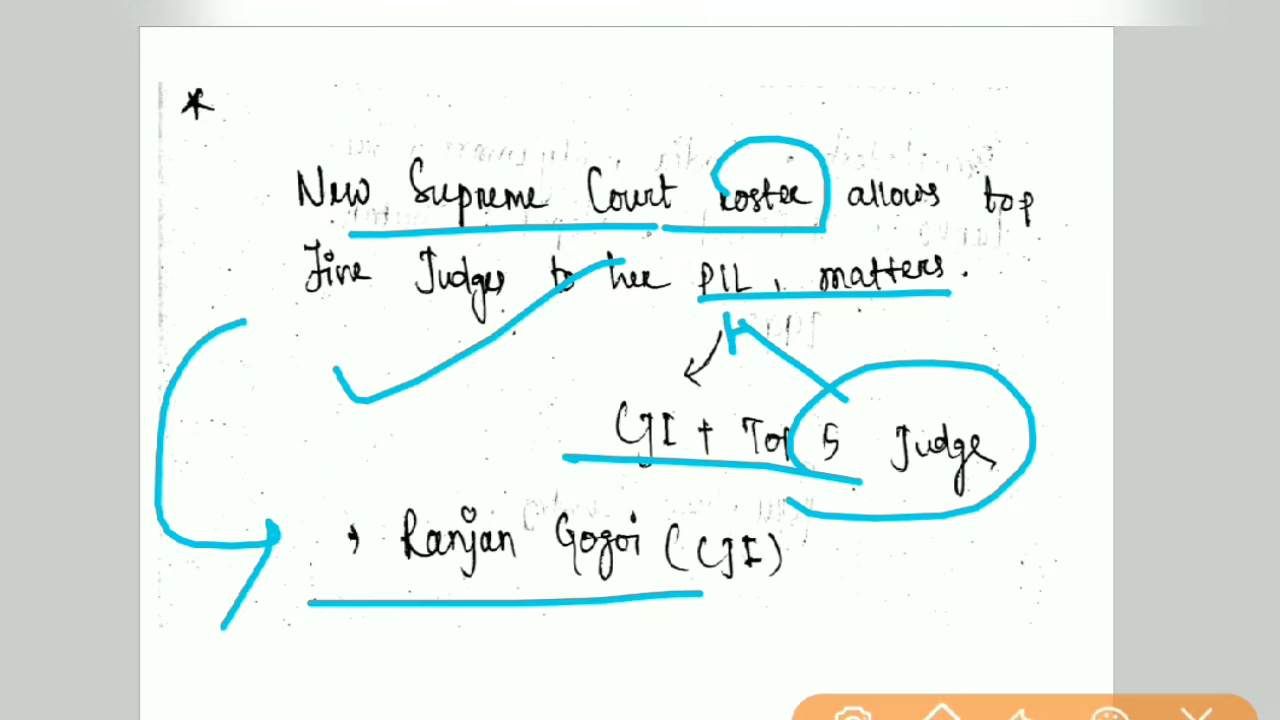 *
New Supreme Court roster allows top
five Judges to hee PIL, matters.
CJI + Top 5 Judge
→ Ranjan Gogoi (CJI)